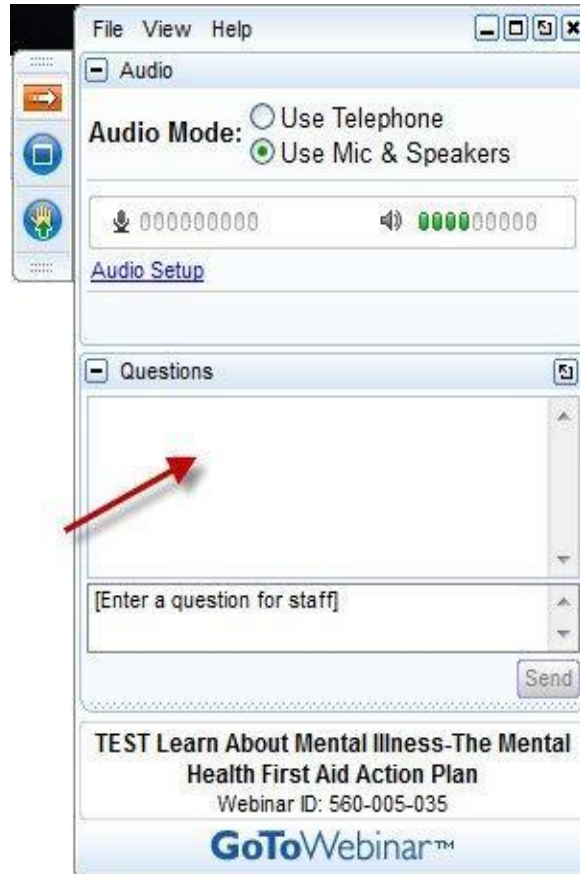 File View Help
Audio
Audio Mode: Use Telephone
Use Mic & Speakers
Audio Setup
Questions
[Enter a question for staff]
Send
TEST Learn About Mental Illness-The Mental
Health First Aid Action Plan
Webinar ID: 560-005-035
GoToWebinar™